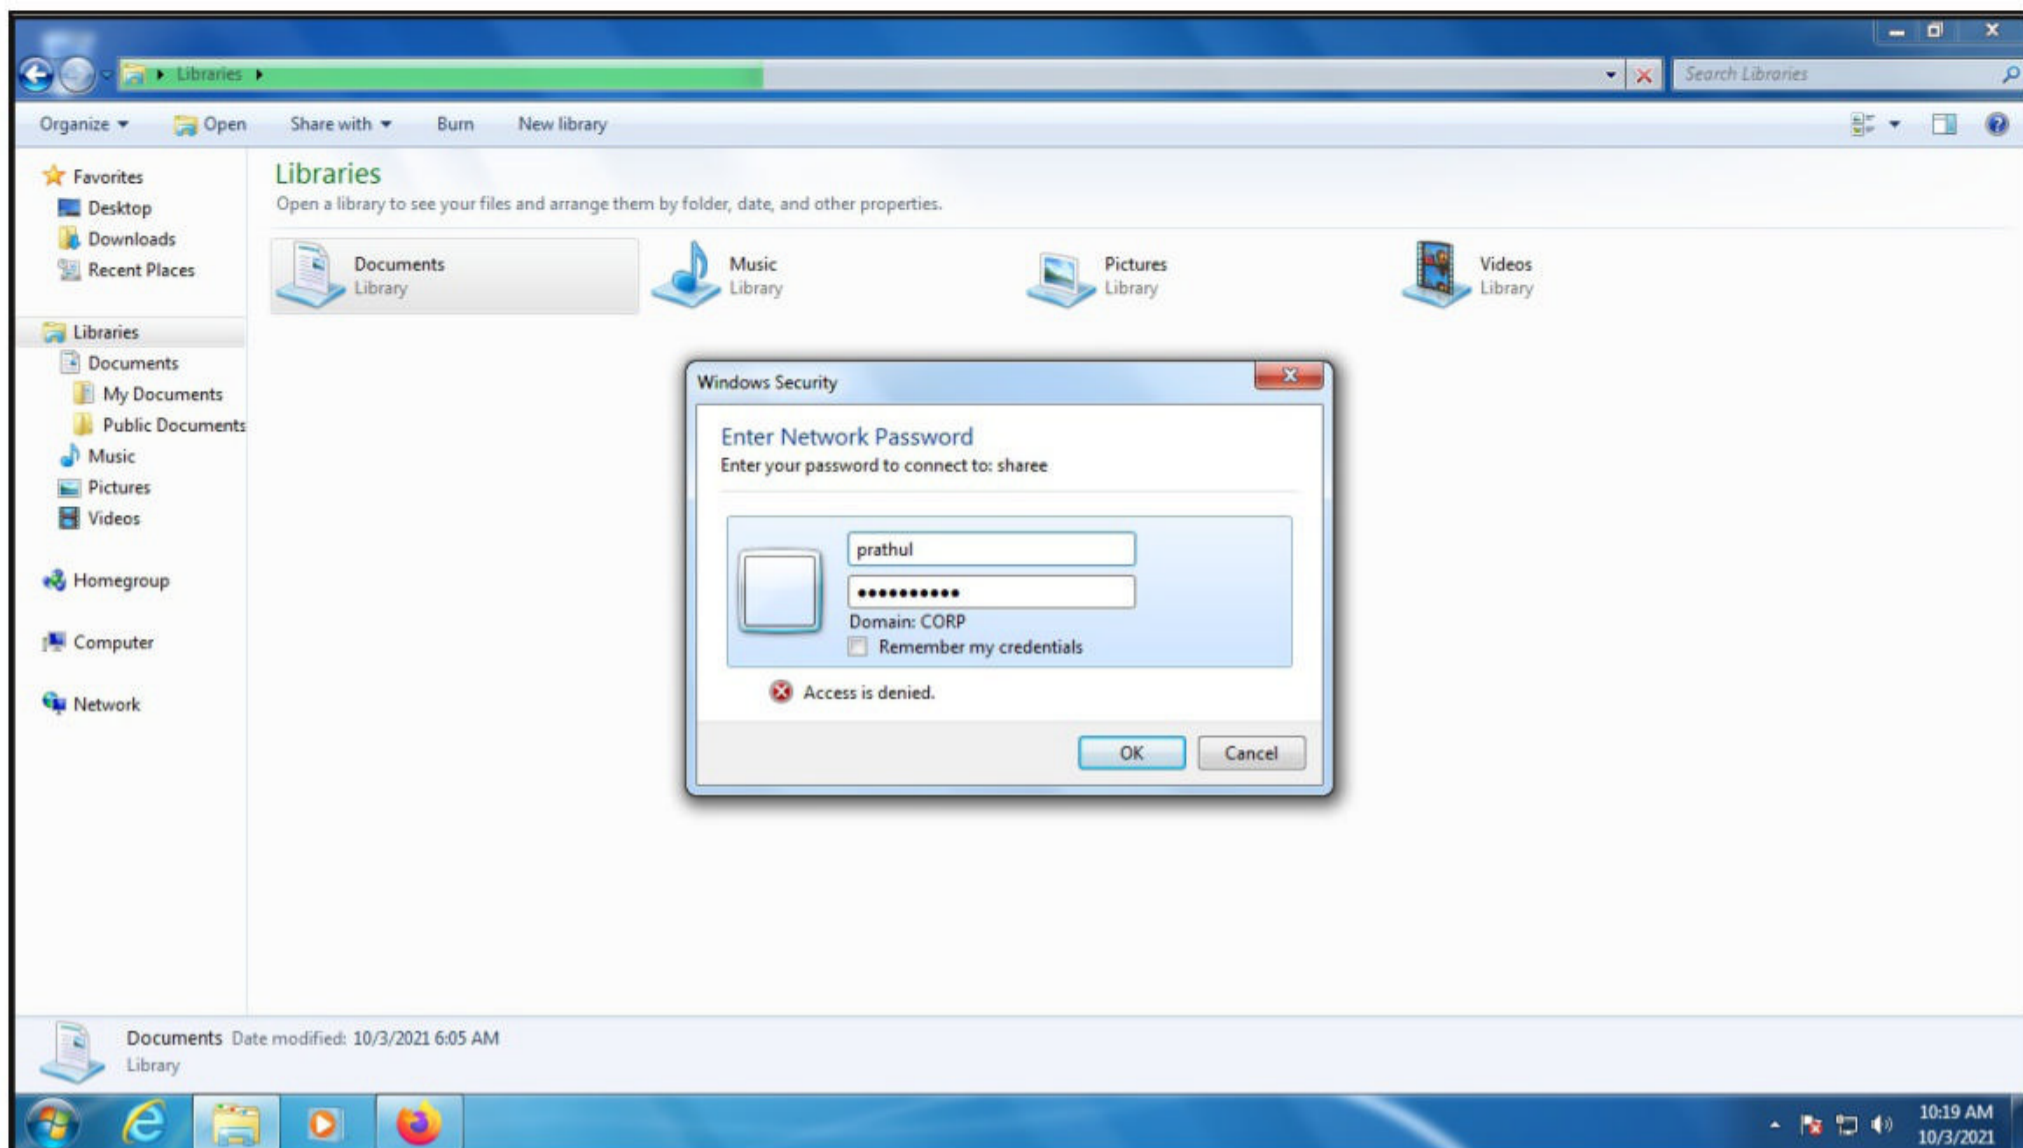 Libraries
Search Libraries
Organize
Open
Share with
Burn
New library
Favorites
Desktop
Downloads
Recent Places
Libraries
Documents
My Documents
Public Documents
Music
Pictures
Videos
Homegroup
Computer
Network
Libraries
Open a library to see your files and arrange them by folder, date, and other properties.
Documents
Library
Music
Library
Pictures
Library
Videos
Library
Windows Security
Enter Network Password
Enter your password to connect to: sharee
prathul
••••••••••
Domain: CORP
Remember my credentials
Access is denied.
OK
Cancel
Documents Date modified: 10/3/2021 6:05 AM
Library
10:19 AM
10/3/2021